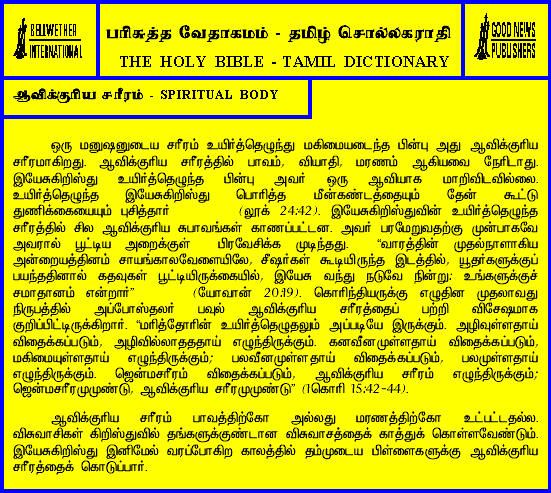 BELLWETHER
INTERNATIONAL
பரிசுத்த வேதாகமம் - தமிழ் சொல்லகராதி
THE HOLY BIBLE - TAMIL DICTIONARY
GOOD NEWS
PUBLISHERS
ஆவிக்குரிய சரீரம் - SPIRITUAL BODY
ஒரு மனுஷனுடைய சரீரம் உயிர்த்தெழுந்து மகிமையடைந்த பின்பு அது ஆவிக்குரிய
சரீரமாகிறது. ஆவிக்குரிய சரீரத்தில் பாவம், வியாதி, மரணம் ஆகியவை நேரிடாது.
இயேசுகிறிஸ்து உயிர்த்தெழுந்த பின்பு அவர் ஒரு ஆவியாக மாறிவிடவில்லை.
உயிர்த்தெழுந்த இயேசுகிறிஸ்து பொரித்த மீன்கண்டத்தையும் தேன் கூட்டு
துணிக்கையையும் புசித்தார் (லூக் 24:42). இயேசுகிறிஸ்துவின் உயிர்த்தெழுந்த
சரீரத்தில் சில ஆவிக்குரிய சுபாவங்கள் காணப்பட்டன. அவர் பரமேறுவதற்கு முன்பாகவே
அவரால் பூட்டிய அறைக்குள் பிரவேசிக்க முடிந்தது. “வாரத்தின் முதல்நாளாகிய
அன்றையத்தினம் சாயங்காலவேளையிலே, சீஷர்கள் கூடியிருந்த இடத்தில், யூதர்களுக்குப்
பயந்ததினால் கதவுகள் பூட்டியிருக்கையில், இயேசு வந்து நடுவே நின்று; உங்களுக்குச்
சமாதானம் என்றார்” (யோவான் 20:19). கொரிந்தியருக்கு எழுதின முதலாவது
நிருபத்தில் அப்போஸ்தலர் பவுல் ஆவிக்குரிய சரீரத்தைப் பற்றி விசேஷமாக
குறிப்பிட்டிருக்கிறார். “மரித்தோரின் உயிர்த்தெழுதலும் அப்படியே இருக்கும். அழிவுள்ளதாய்
விதைக்கப்படும், அழிவில்லாதததாய் எழுந்திருக்கும். கனவீனமுள்ளதாய் விதைக்கப்படும்,
மகிமையுள்ளதாய் எழுந்திருக்கும்; பலவீனமுள்ளதாய் விதைக்கப்படும், பலமுள்ளதாய்
எழுந்திருக்கும். ஜென்மசரீரம் விதைக்கப்படும், ஆவிக்குரிய சரீரம் எழுந்திருக்கும்;
ஜென்மசரீரமுமுண்டு, ஆவிக்குரிய சரீரமுமுண்டு” (1கொரி 15:42-44).
ஆவிக்குரிய சரீரம் பாவத்திற்கோ அல்லது மரணத்திற்கோ உட்பட்டதல்ல.
விசுவாசிகள் கிறிஸ்துவில் தங்களுக்குண்டான விசுவாசத்தைக் காத்துக் கொள்ளவேண்டும்.
இயேசுகிறிஸ்து இனிமேல் வரப்போகிற காலத்தில் தம்முடைய பிள்ளைகளுக்கு ஆவிக்குரிய
சரீரத்தைக் கொடுப்பார்.